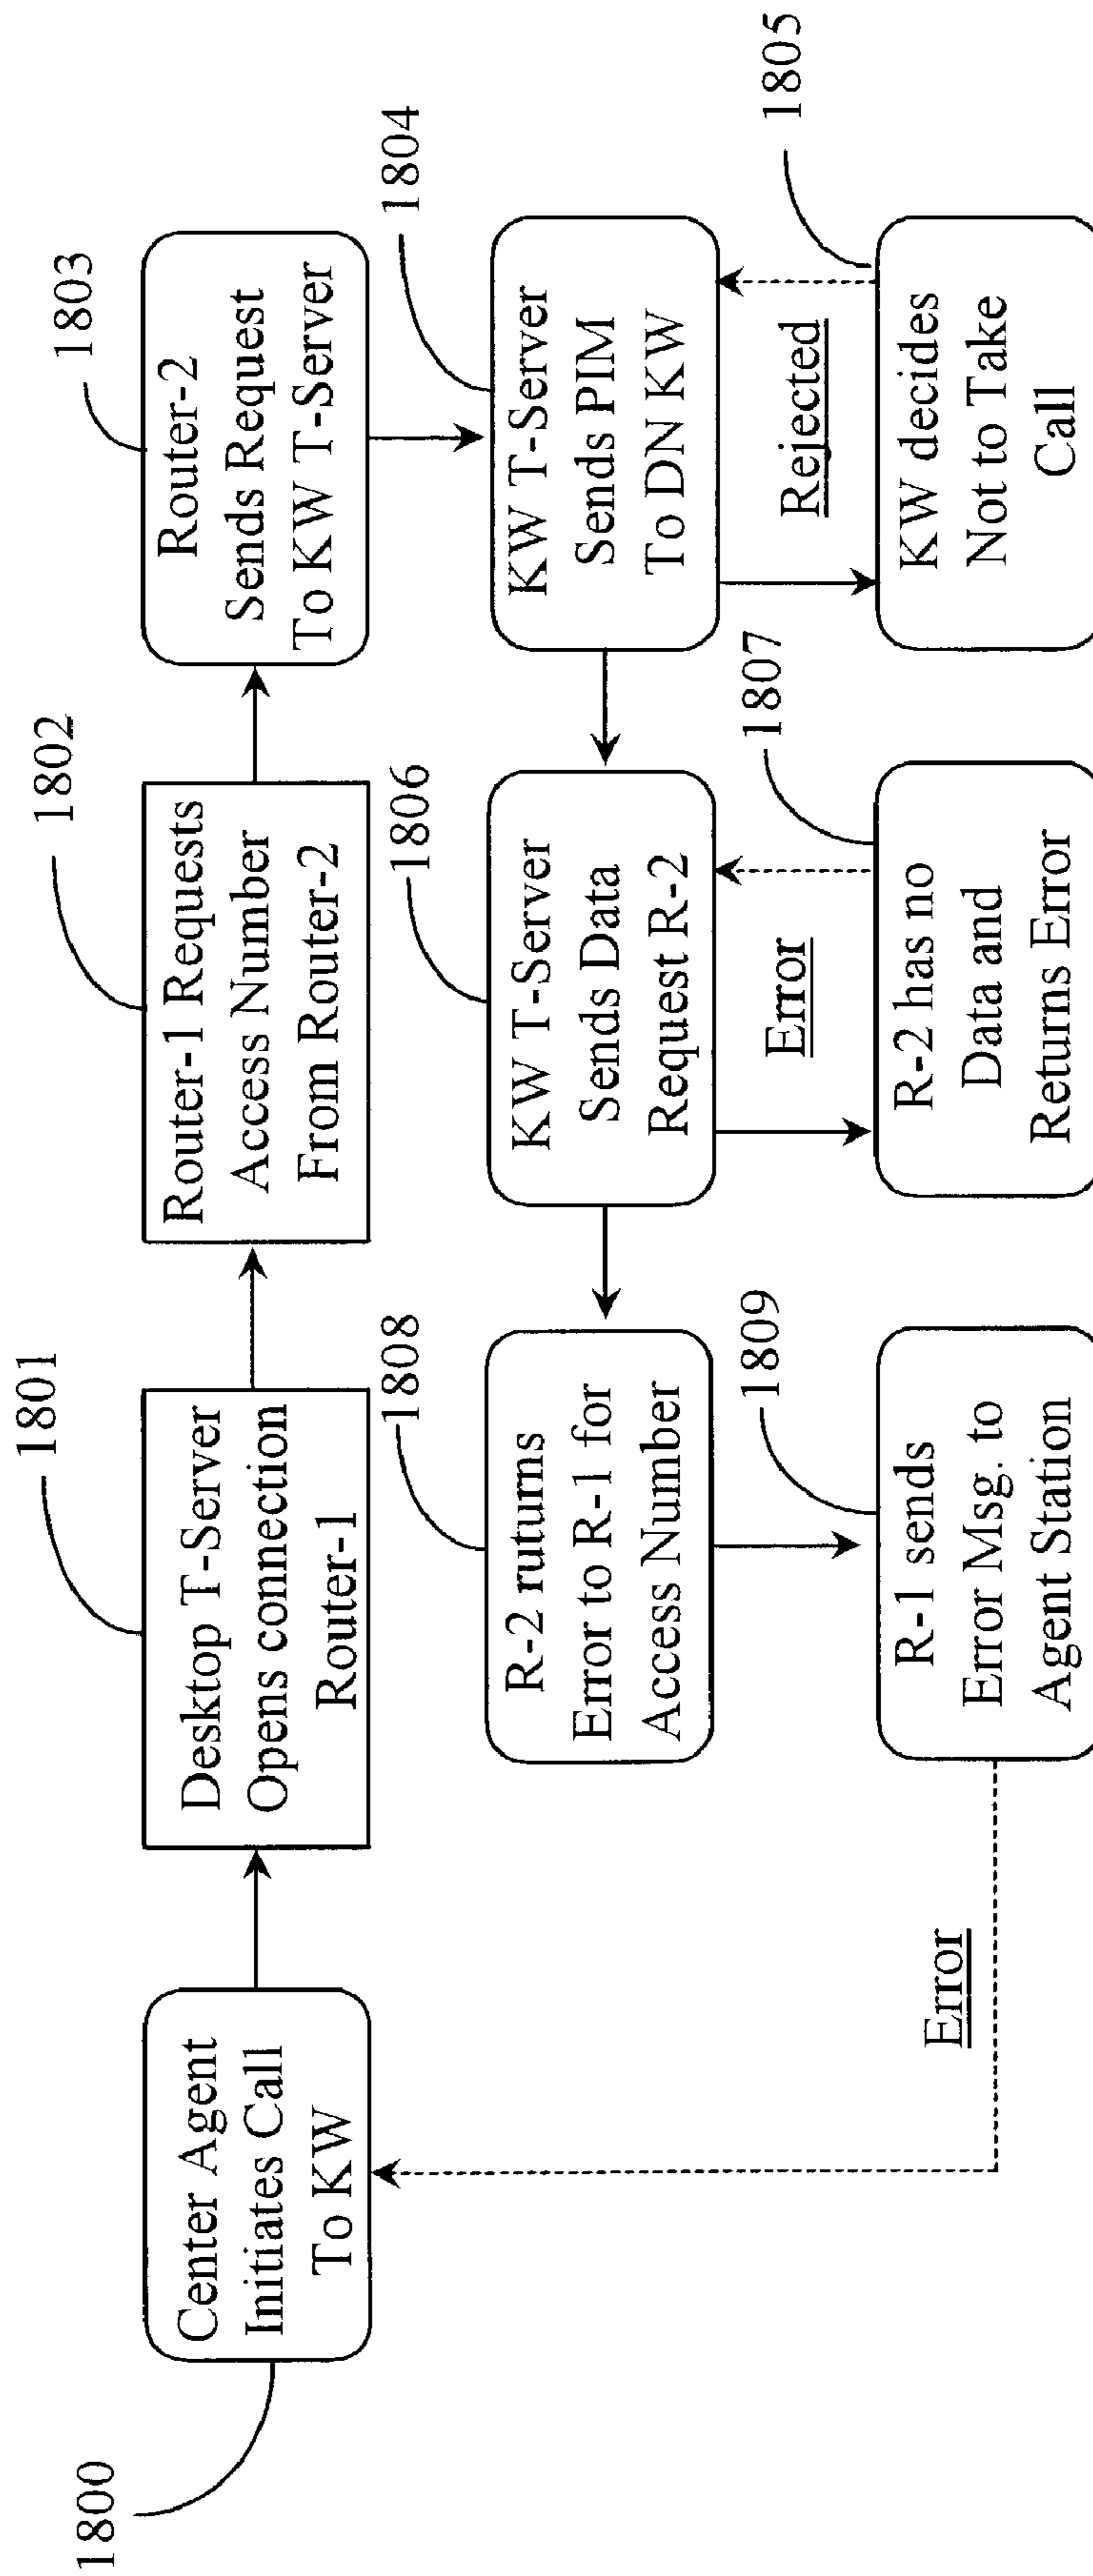 1800
Center Agent
Initiates Call
To KW
1801
Desktop T-Server
Opens connection
Router-1
1802
Router-1 Requests
Access Number
From Router-2
1803
Router-2
Sends Request
To KW T-Server
1804
KW T-Server
Sends PIM
To DN KW
Rejected
1805
KW decides
Not to Take
Call
1806
KW T-Server
Sends Data
Request R-2
Error
1807
R-2 has no
Data and
Returns Error
1808
R-2 ruturns
Error to R-1 for
Access Number
1809
R-1 sends
Error Msg. to
Agent Station
Error